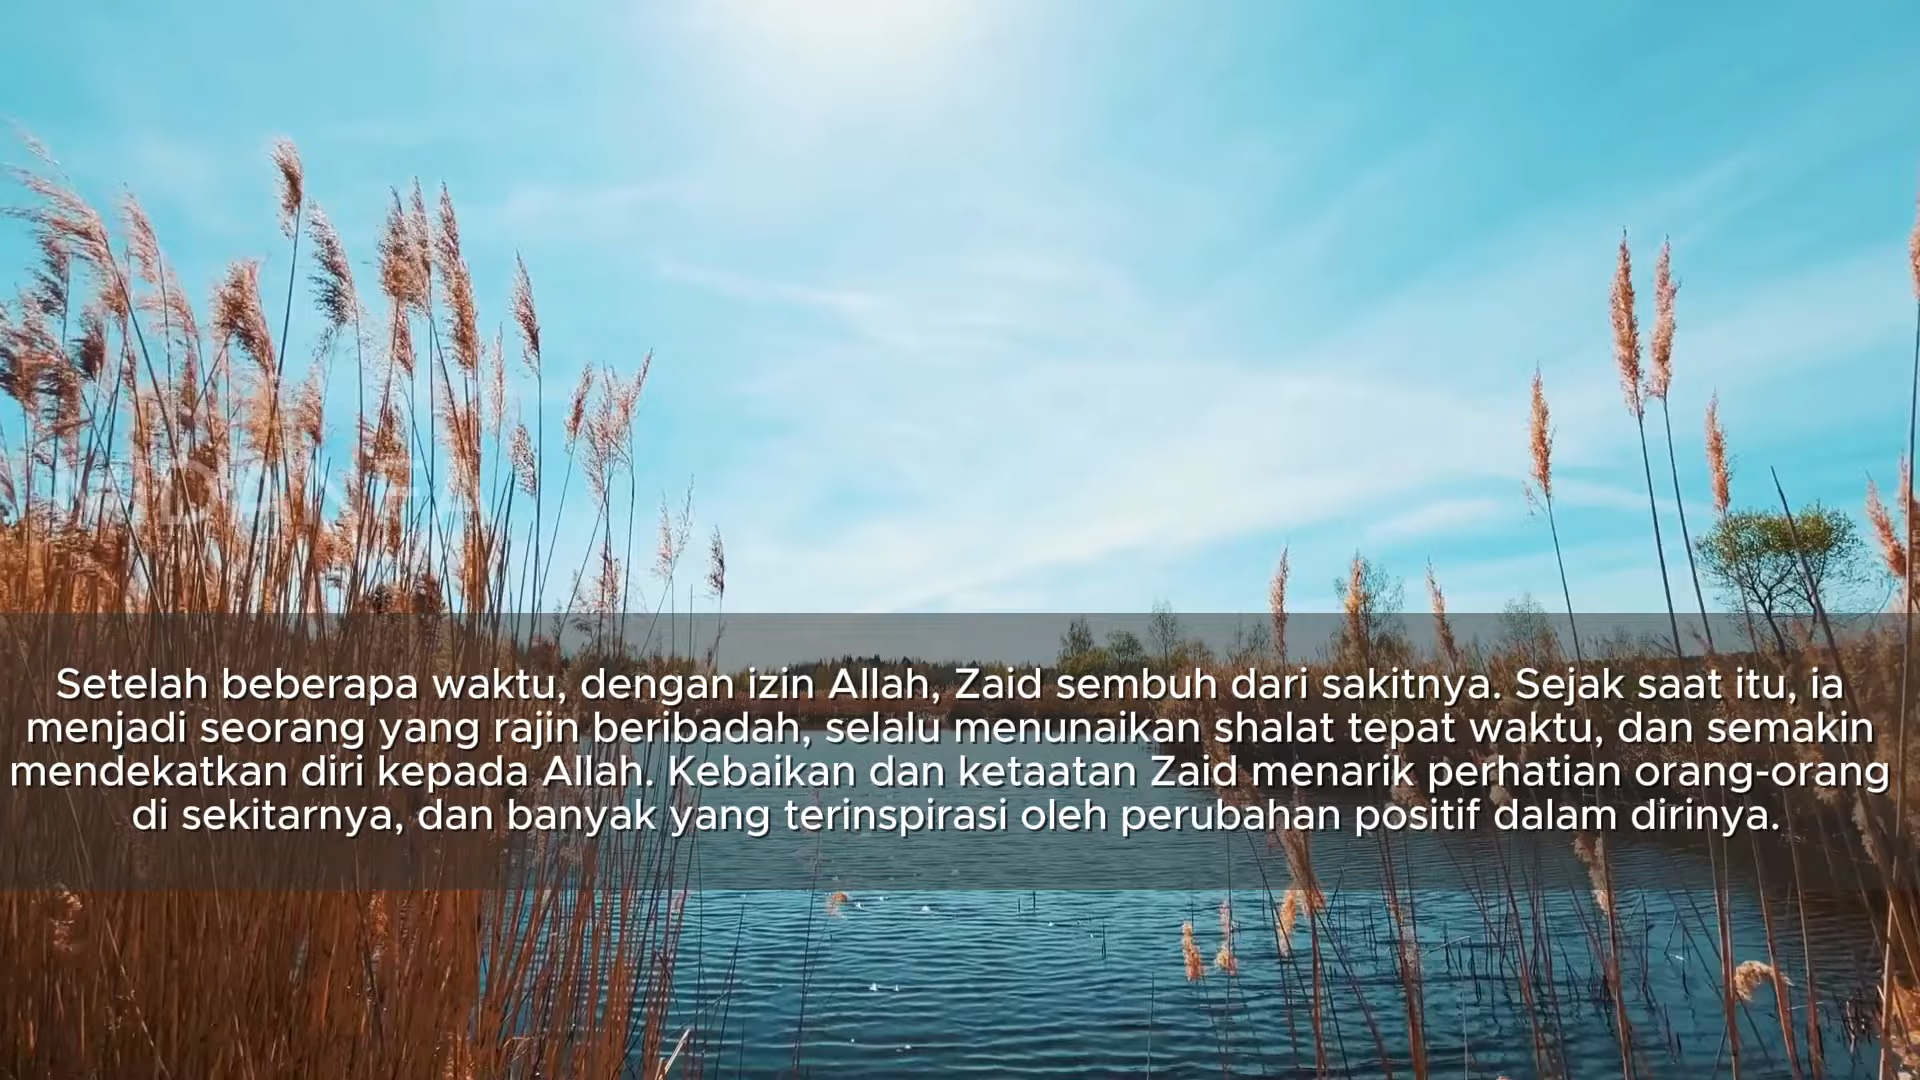 Setelah beberapa waktu, dengan izin Allah, Zaid sembuh dari sakitnya. Sejak saat itu, ia
menjadi seorang yang rajin beribadah, selalu menunaikan shalat tepat waktu, dan semakin
mendekatkan diri kepada Allah. Kebaikan dan ketaatan Zaid menarik perhatian orang-orang
di sekitarnya, dan banyak yang terinspirasi oleh perubahan positif dalam dirinya.